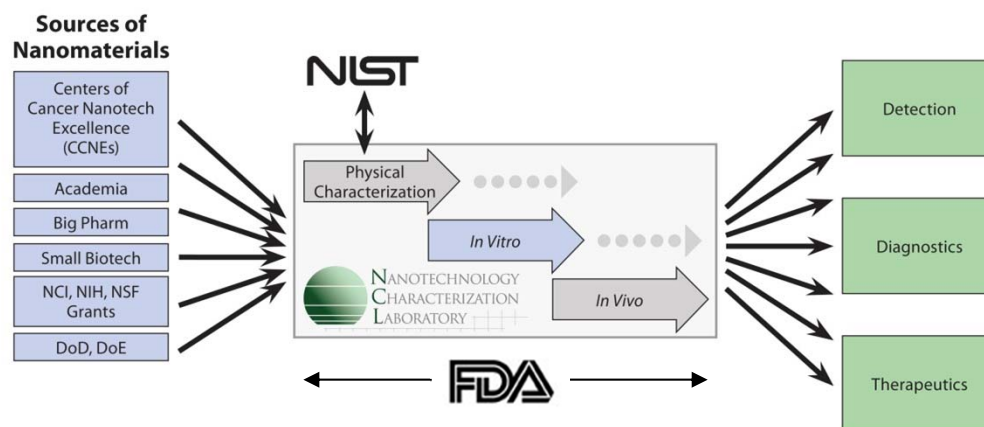 Sources of
Nanomaterials
Centers of
Cancer Nanotech
Excellence
(CCNEs)
Academia
Big Pharm
Small Biotech
NCI, NIH, NSF
Grants
DoD, DoE
NIST
Physical
Characterization
In Vitro
In Vivo
NANOTECHNOLOGY
CHARACTERIZATION
LABORATORY
FDA
Detection
Diagnostics
Therapeutics